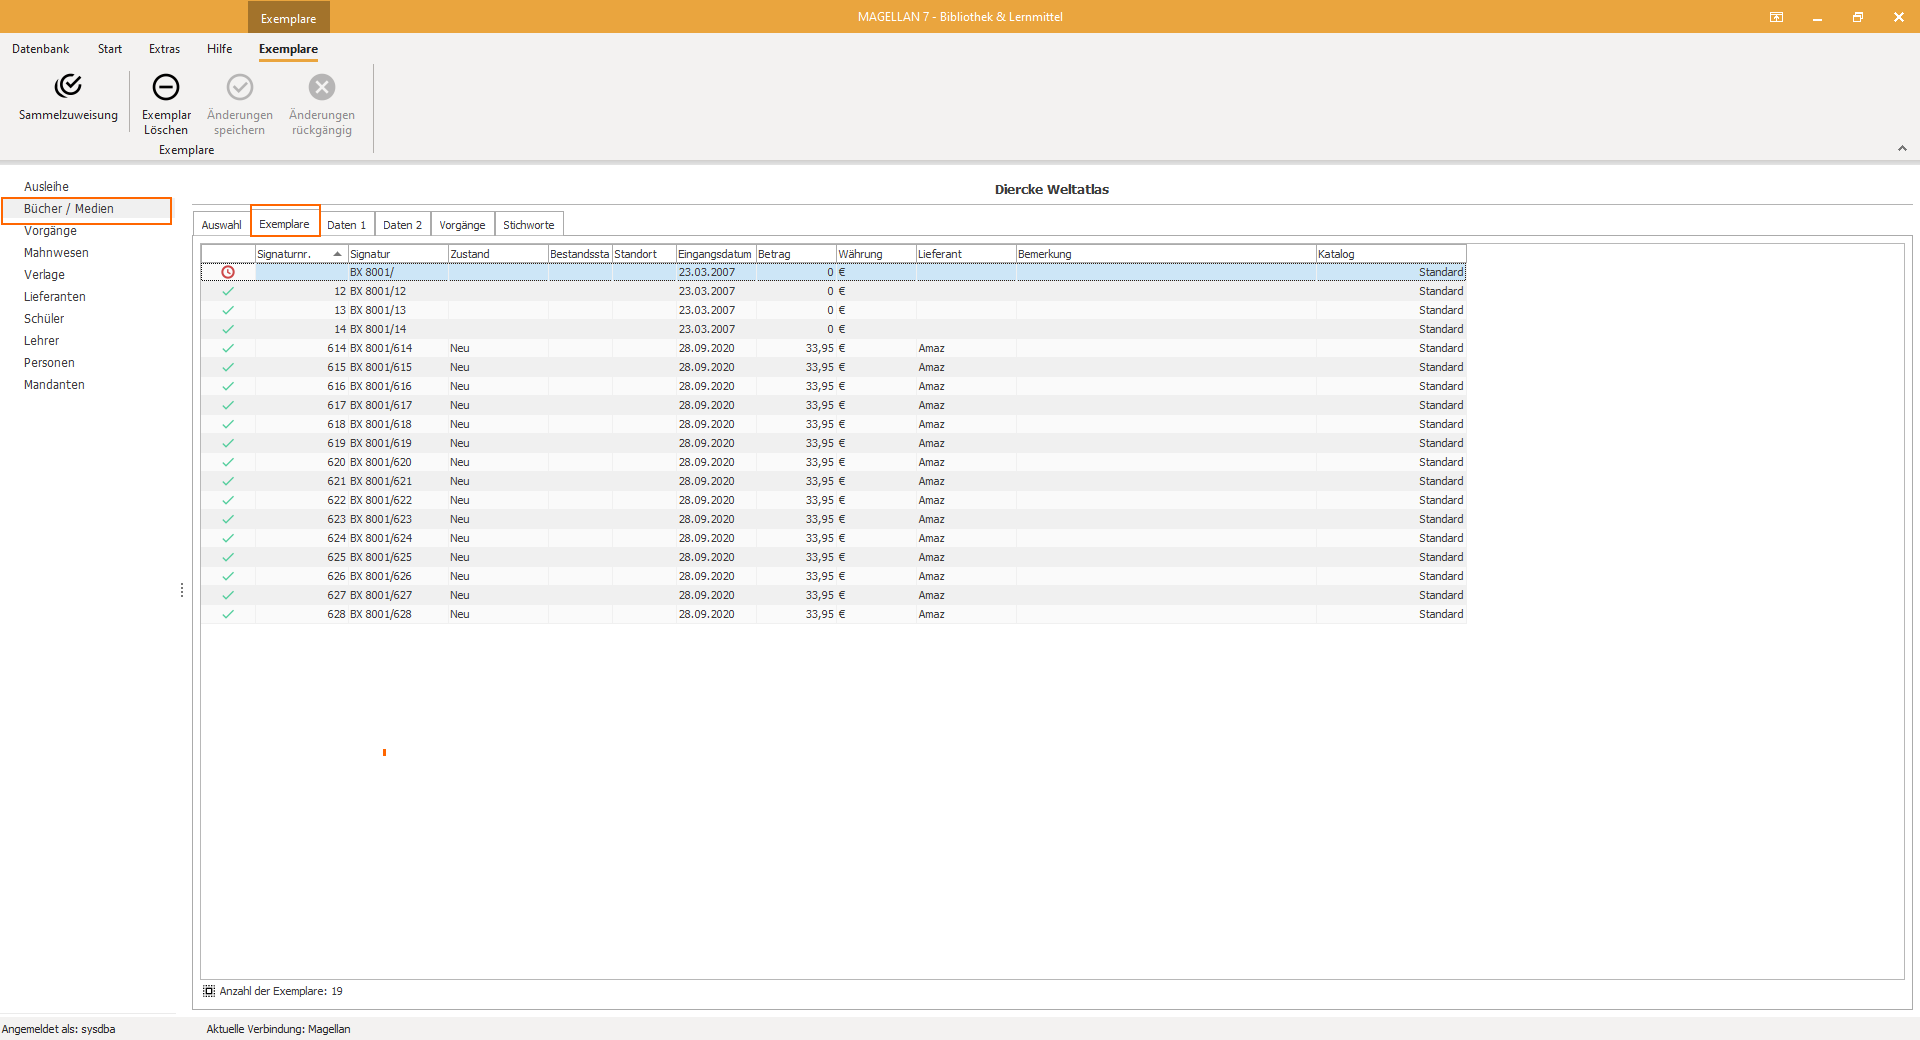 Exemplare
MAGELLAN 7 - Bibliothek & Lernmittel
Datenbank Start Extras Hilfe Exemplare
Sammelzuweisung
Exemplar Löschen
Änderungen speichern
Änderungen rückgängig
Exemplare
Ausleihe
Bücher / Medien
Vorgänge
Mahnwesen
Verlage
Lieferanten
Schüler
Lehrer
Personen
Mandanten
Diercke Weltatlas
Auswahl Exemplare Daten 1 Daten 2 Vorgänge Stichworte
Signaturnr. Signatur Zustand Bestandssta Standort Eingangsdatum Betrag Währung Lieferant Bemerkung Katalog
BX 8001/ 23.03.2007 0 € Standard
12 BX 8001/12 23.03.2007 0 € Standard
13 BX 8001/13 23.03.2007 0 € Standard
14 BX 8001/14 23.03.2007 0 € Standard
614 BX 8001/614 Neu 28.09.2020 33,95 € Amaz Standard
615 BX 8001/615 Neu 28.09.2020 33,95 € Amaz Standard
616 BX 8001/616 Neu 28.09.2020 33,95 € Amaz Standard
617 BX 8001/617 Neu 28.09.2020 33,95 € Amaz Standard
618 BX 8001/618 Neu 28.09.2020 33,95 € Amaz Standard
619 BX 8001/619 Neu 28.09.2020 33,95 € Amaz Standard
620 BX 8001/620 Neu 28.09.2020 33,95 € Amaz Standard
621 BX 8001/621 Neu 28.09.2020 33,95 € Amaz Standard
622 BX 8001/622 Neu 28.09.2020 33,95 € Amaz Standard
623 BX 8001/623 Neu 28.09.2020 33,95 € Amaz Standard
624 BX 8001/624 Neu 28.09.2020 33,95 € Amaz Standard
625 BX 8001/625 Neu 28.09.2020 33,95 € Amaz Standard
626 BX 8001/626 Neu 28.09.2020 33,95 € Amaz Standard
627 BX 8001/627 Neu 28.09.2020 33,95 € Amaz Standard
628 BX 8001/628 Neu 28.09.2020 33,95 € Amaz Standard
Anzahl der Exemplare: 19
Angemeldet als: sysdba Aktuelle Verbindung: Magellan